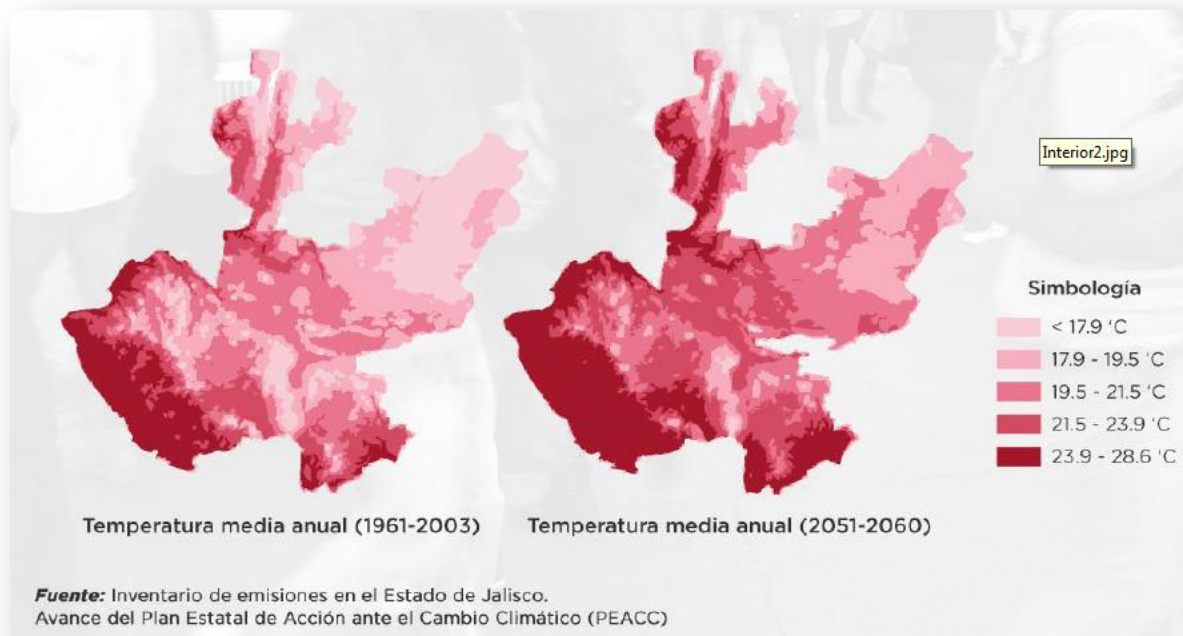 Interior2.jpg
Simbología
< 17.9 ‘C
17.9 - 19.5 ‘C
19.5 - 21.5 ‘C
21.5 - 23.9 ‘C
23.9 - 28.6 ‘C
Temperatura media anual (1961-2003)
Temperatura media anual (2051-2060)
Fuente: Inventario de emisiones en el Estado de Jalisco.
Avance del Plan Estatal de Acción ante el Cambio Climático (PEACC)